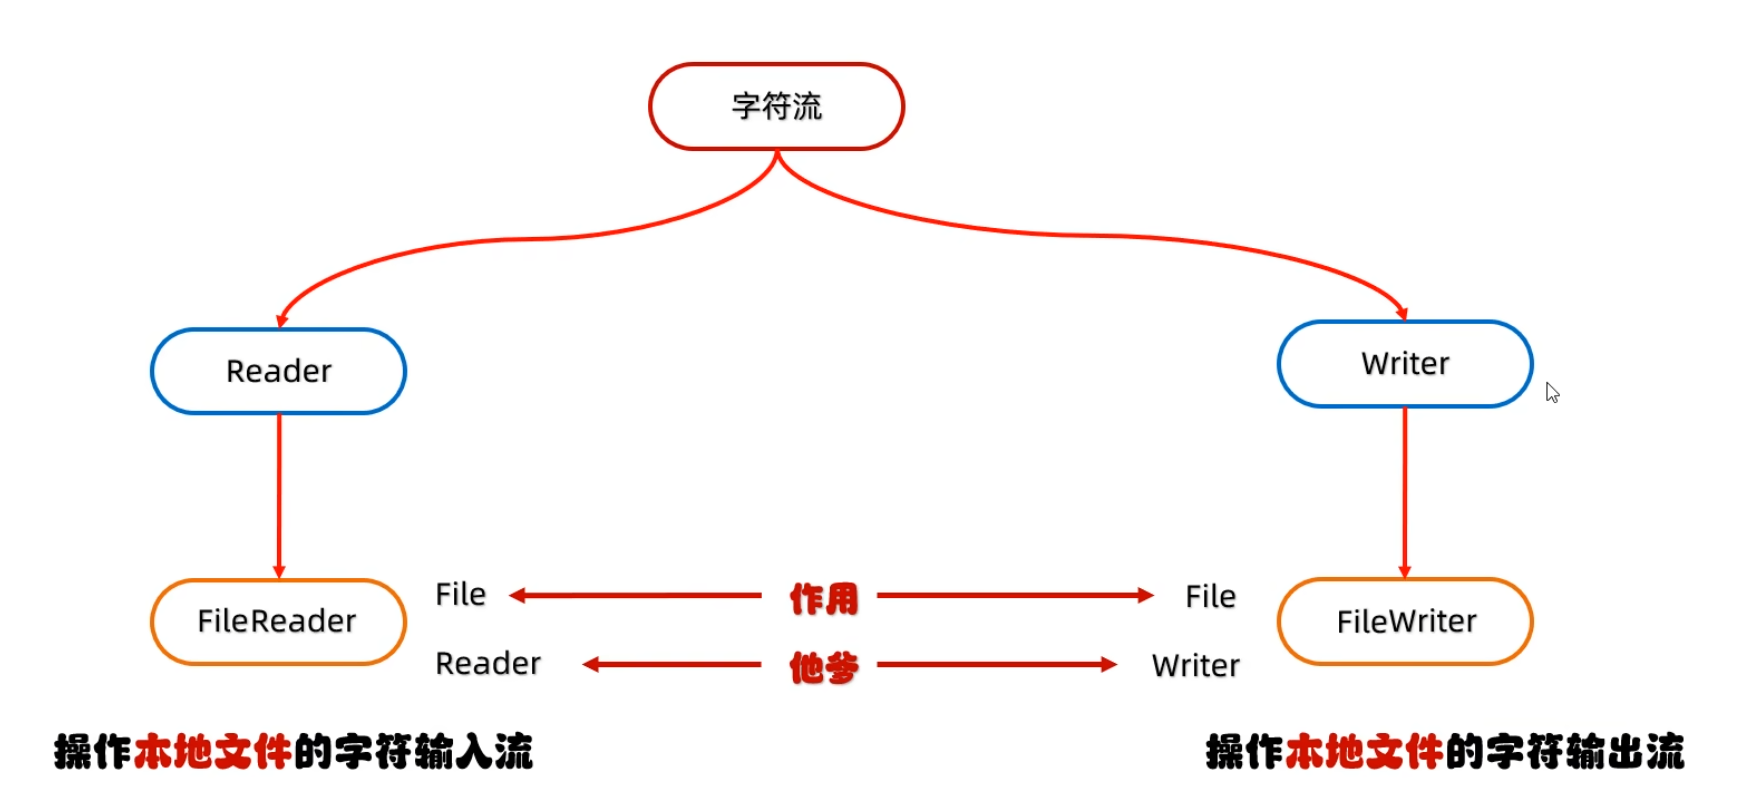 字符流
Reader
Writer
FileReader
File
作用
File
FileWriter
Reader
他爹
Writer
操作本地文件的字符输入流
操作本地文件的字符输出流